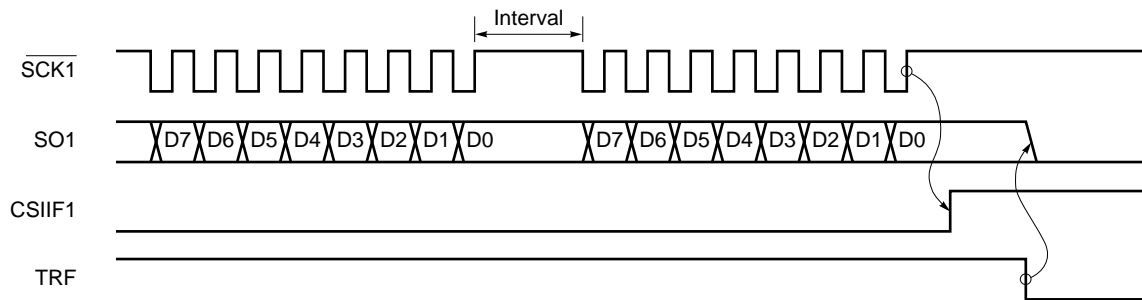 Interval
SCK1
SO1 D7 D6 D5 D4 D3 D2 D1 D0 D7 D6 D5 D4 D3 D2 D1 D0
CSIIF1
TRF